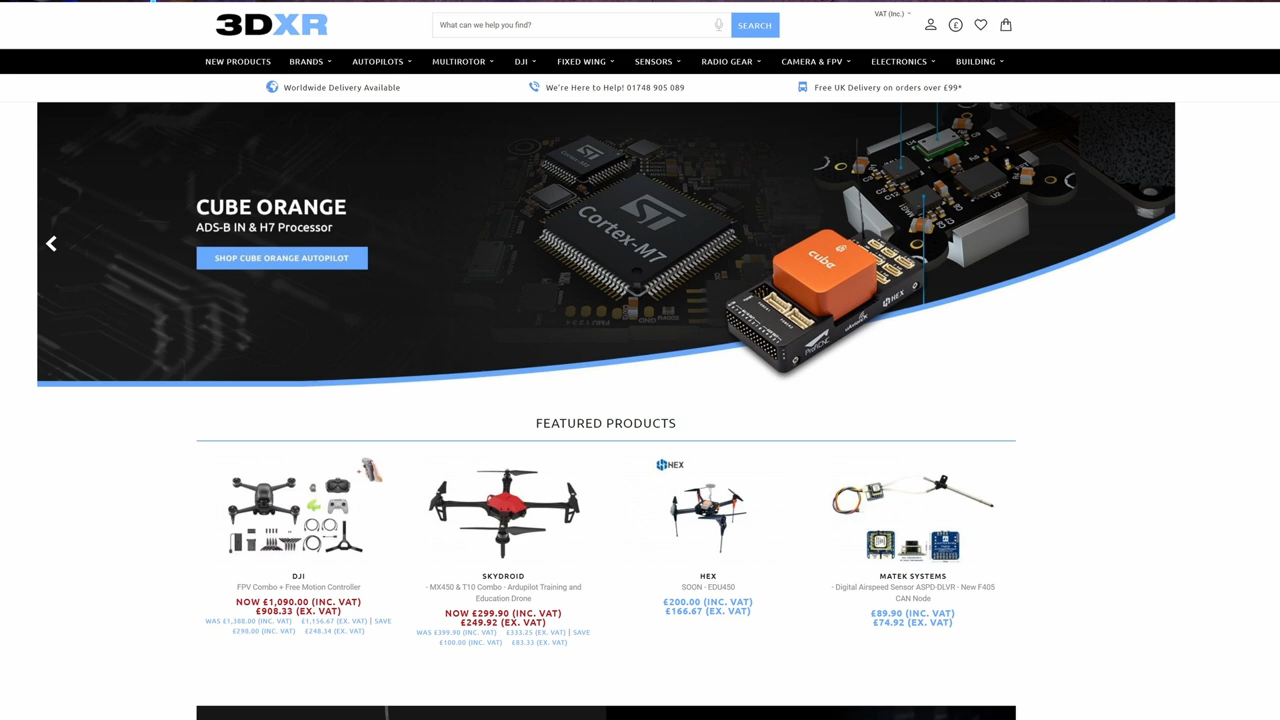 3DXR
What can we help you find?
SEARCH
VAT (Inc.)
NEW PRODUCTS BRANDS AUTOPILOTS MULTIROTOR DJI FIXED WING SENSORS RADIO GEAR CAMERA & FPV ELECTRONICS BUILDING
Worldwide Delivery Available
We're Here to Help! 01748 905 089
Free UK Delivery on orders over £99*
CUBE ORANGE
ADS-B IN & H7 Processor
SHOP CUBE ORANGE AUTOPILOT
ST
Cortex-M7
ST
Cortex-M7
cube
HEX
ProfiCNC
FEATURED PRODUCTS
HEX
DJI
FPV Combo + Free Motion Controller
NOW £1,090.00 (INC. VAT)
£908.33 (EX. VAT)
WAS £1,388.00 (INC. VAT) £1,156.67 (EX. VAT) | SAVE
£298.00 (INC. VAT) £248.34 (EX. VAT)
SKYDROID
- MX450 & T10 Combo - Ardupilot Training and
Education Drone
NOW £299.90 (INC. VAT)
£249.92 (EX. VAT)
WAS £399.90 (INC. VAT) £333.25 (EX. VAT) | SAVE
£100.00 (INC. VAT) £83.33 (EX. VAT)
HEX
SOON - EDU450
£200.00 (INC. VAT)
£166.67 (EX. VAT)
MATEK SYSTEMS
- Digital Airspeed Sensor ASPD-DLVR - New F405
CAN Node
£89.90 (INC. VAT)
£74.92 (EX. VAT)